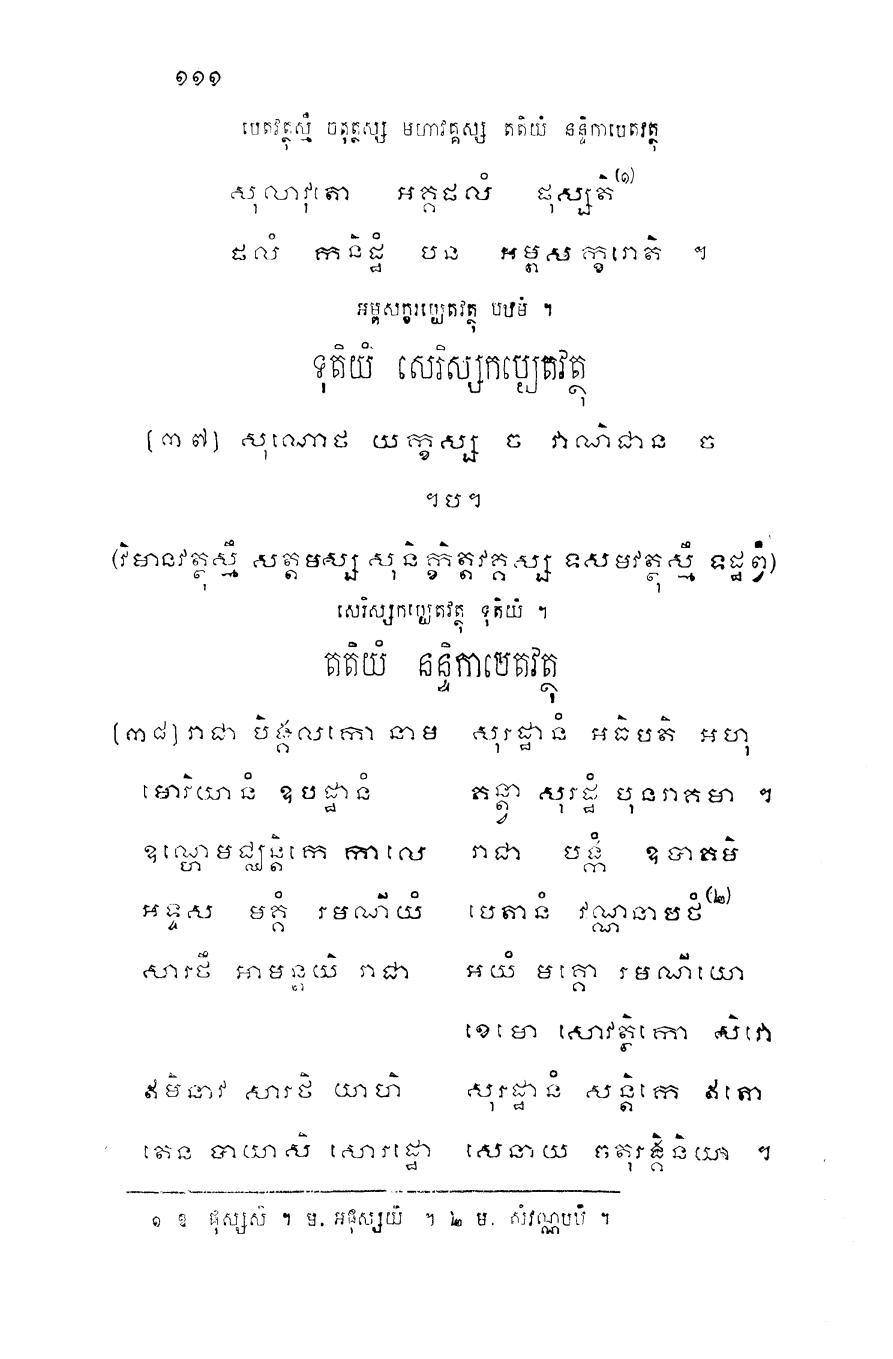 ១១១
បេតវត្ថុស្មឹ ចតុត្ថស្ស មហាវគ្គស្ស តតិយំ នន្ទិកាបេតវត្ថុ
សុលាវុតោ អគ្គផលំ ផុស្សតិ(១)
ផលំ កនិដ្ឋំ បន អម្ពសក្ខរោតិ ។
អម្ពសក្ខរប្បេតវត្ថុ បឋមំ ។
ទុតិយំ សេរិស្សកប្បេតវត្ថុ
(៣៧) សុណោថ យក្ខស្ស ច វាណិជាន ច
។ប។
(វិមានវត្ថុស្មឹ សត្តមស្ស សុនិក្ខិត្តវគ្គស្ស ទសមវត្ថុស្មឹ ទដ្ឋព្វំ)
សេរិស្សកប្បេតវត្ថុ ទុតិយំ ។
តតិយំ នន្ទិកាបេតវត្ថុ
(៣៨) រាជា បិង្គលកោ នាម សុរដ្ឋានំ អធិបតិ អហុ
មោរិយានំ ឧបដ្ឋានំ គន្ត្វា សុរដ្ឋំ បុនរាគមា ។
ឧណ្ហេ មជ្ឈន្តិកេ កាលេ រាជា បង្កំ ឧទាគមិ
អទ្ទស មគ្គំ រមណីយំ បេតានំ វណ្ណនាបថំ(២)
សារថឹ អាមន្តយិ រាជា អយំ មគ្គោ រមណីយោ
ខេមោ សោវត្ថិកោ សិវោ
ឥមិនាវ សារថិ យាហិ សុរដ្ឋានំ សន្តិកេ ឥតោ
តេន បាយាសិ សោរដ្ឋោ សេនាយ ចតុរង្គិនិយា ។
១ ឱ ផុស្សសិ ។ ម. អផុស្សយិ ។ ២ ម. សំវណ្ណបថំ ។